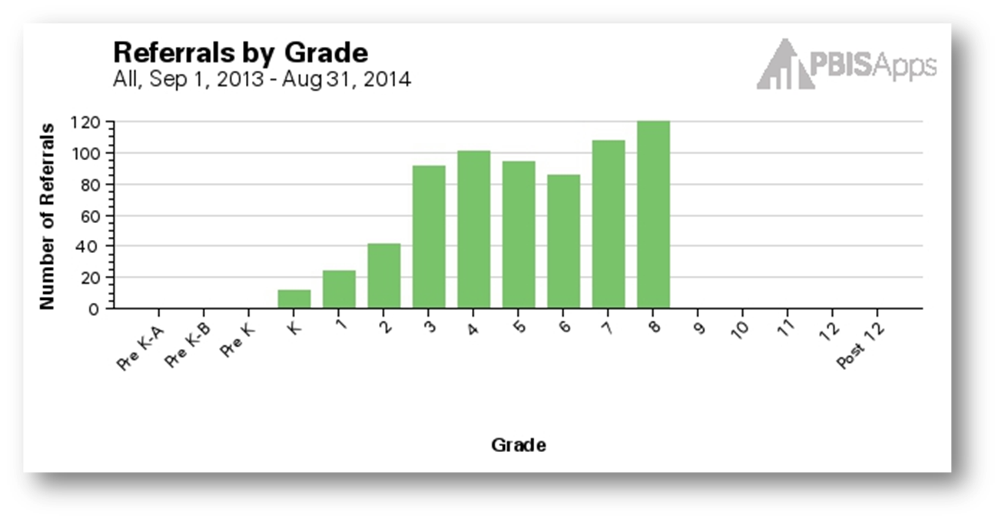 Referrals by Grade
All, Sep 1, 2013 - Aug 31, 2014
PBISApps
Number of Referrals
120
100
80
60
40
20
0
Pre K-A
Pre K-B
Pre K
K
1
2
3
4
5
6
7
8
9
10
11
12
Post 12
Grade